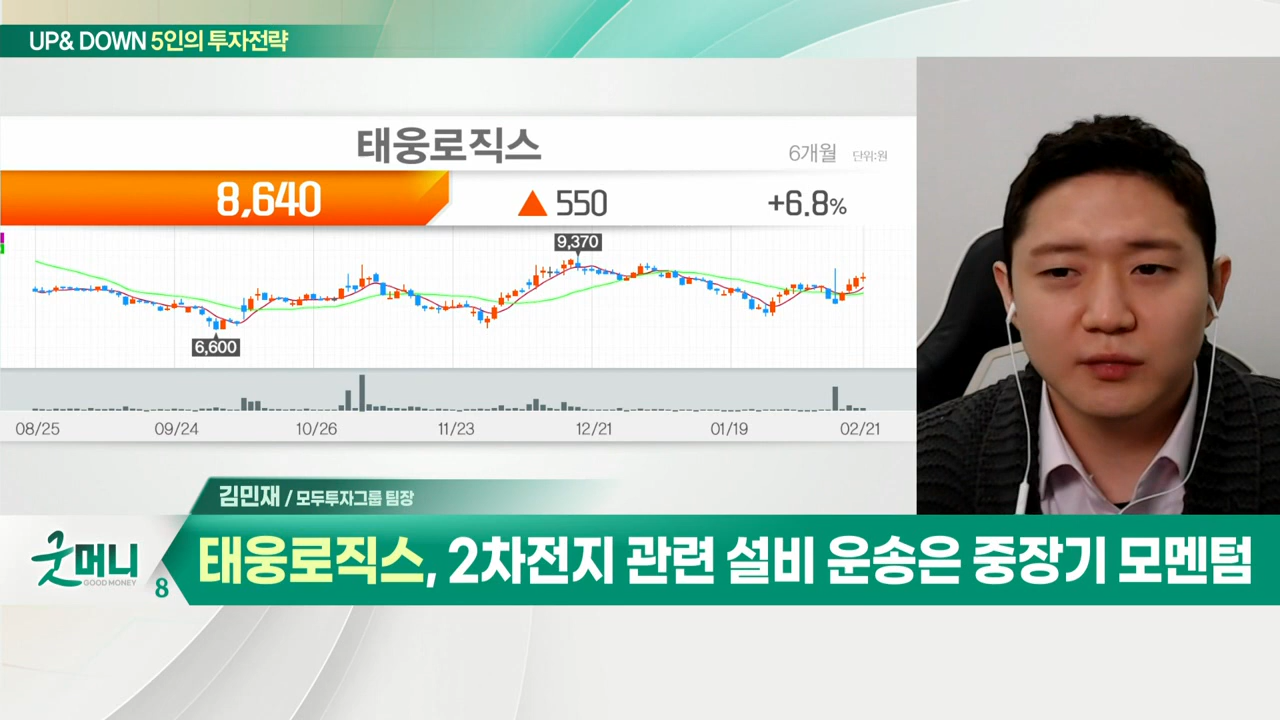 UP& DOWN 5인의 투자전략
태웅로직스
6개월 단위:원
8,640 ▲ 550 +6.8%
9,370
6,600
08/25 09/24 10/26 11/23 12/21 01/19 02/21
김민재 / 모두투자그룹 팀장
굿머니
GOOD MONEY
8
태웅로직스, 2차전지 관련 설비 운송은 중장기 모멘텀